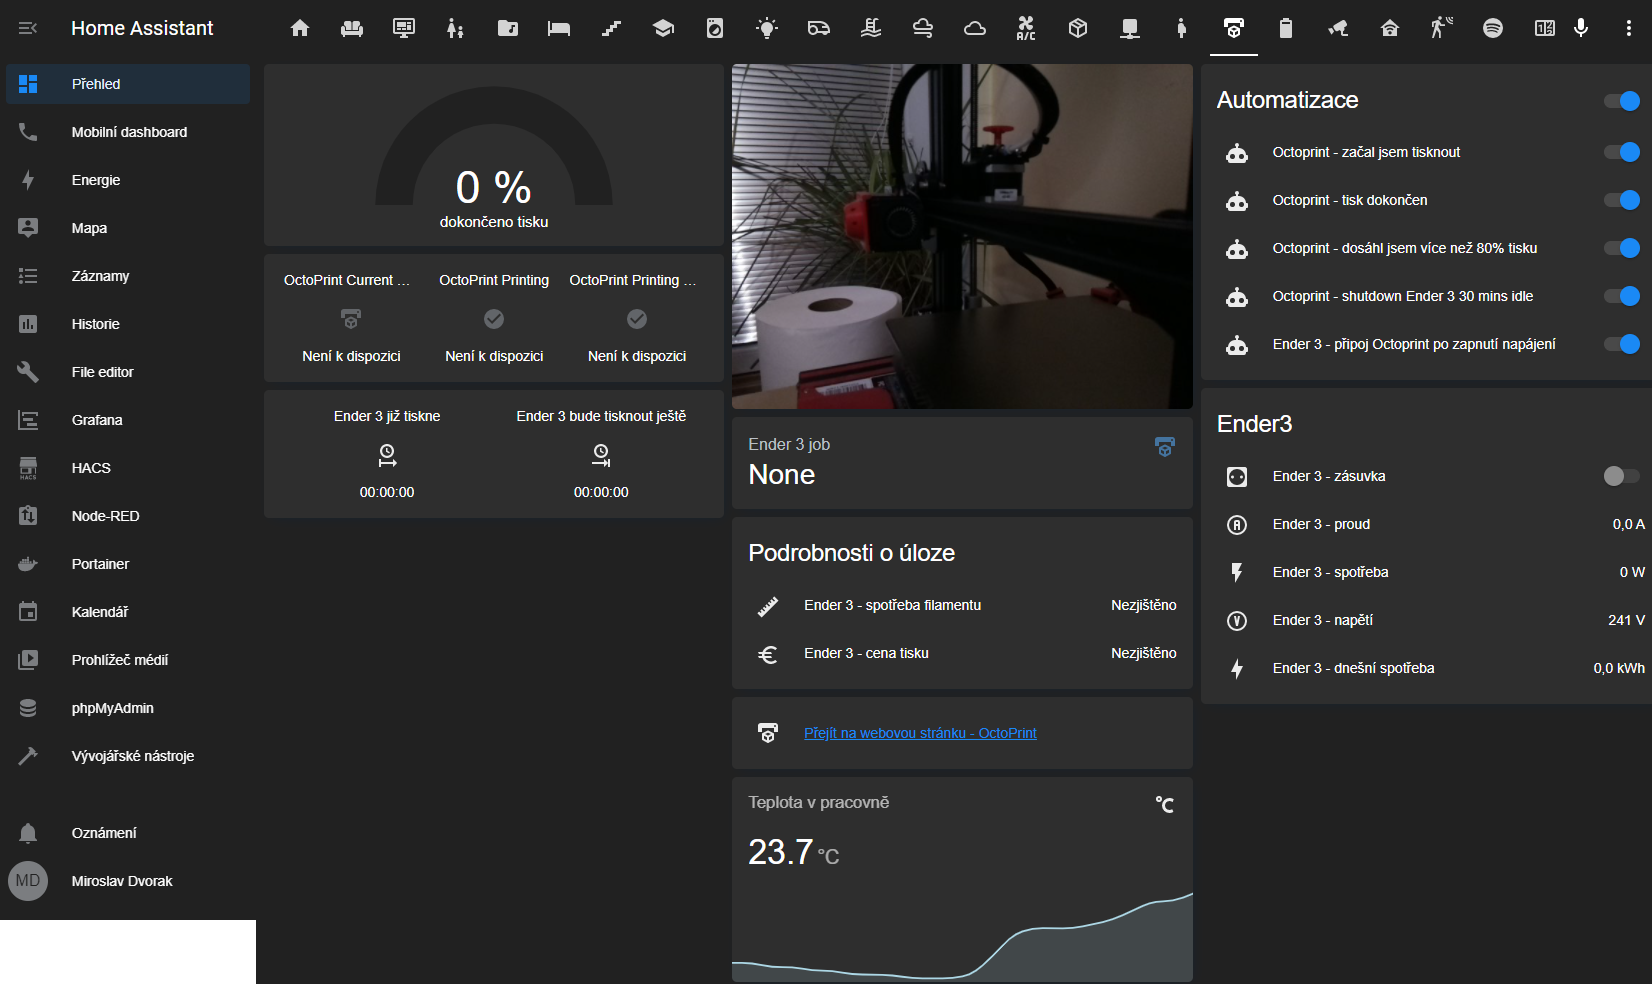 Home Assistant
A/C
Přehled
Mobilní dashboard
Energie
Mapa
Záznamy
Historie
File editor
Grafana
HACS
HACS
Node-RED
Portainer
Kalendář
Prohlížeč médií
phpMyAdmin
Vývojářské nástroje
Oznámení
MD
Miroslav Dvorak
0 %
dokončeno tisku
OctoPrint Current ...
OctoPrint Printing
OctoPrint Printing ...
Není k dispozici
Není k dispozici
Není k dispozici
Ender 3 již tiskne
Ender 3 bude tisknout ještě
00:00:00
00:00:00
Ender 3 job
None
Podrobnosti o úloze
Ender 3 - spotřeba filamentu
Nezjištěno
Ender 3 - cena tisku
Nezjištěno
Přejít na webovou stránku - OctoPrint
Teplota v pracovně
°C
23.7 °C
Automatizace
Octoprint - začal jsem tisknout
Octoprint - tisk dokončen
Octoprint - dosáhl jsem více než 80% tisku
Octoprint - shutdown Ender 3 30 mins idle
Ender 3 - připoj Octoprint po zapnutí napájení
Ender3
Ender 3 - zásuvka
Ender 3 - proud
0,0 A
Ender 3 - spotřeba
0 W
Ender 3 - napětí
241 V
Ender 3 - dnešní spotřeba
0,0 kWh